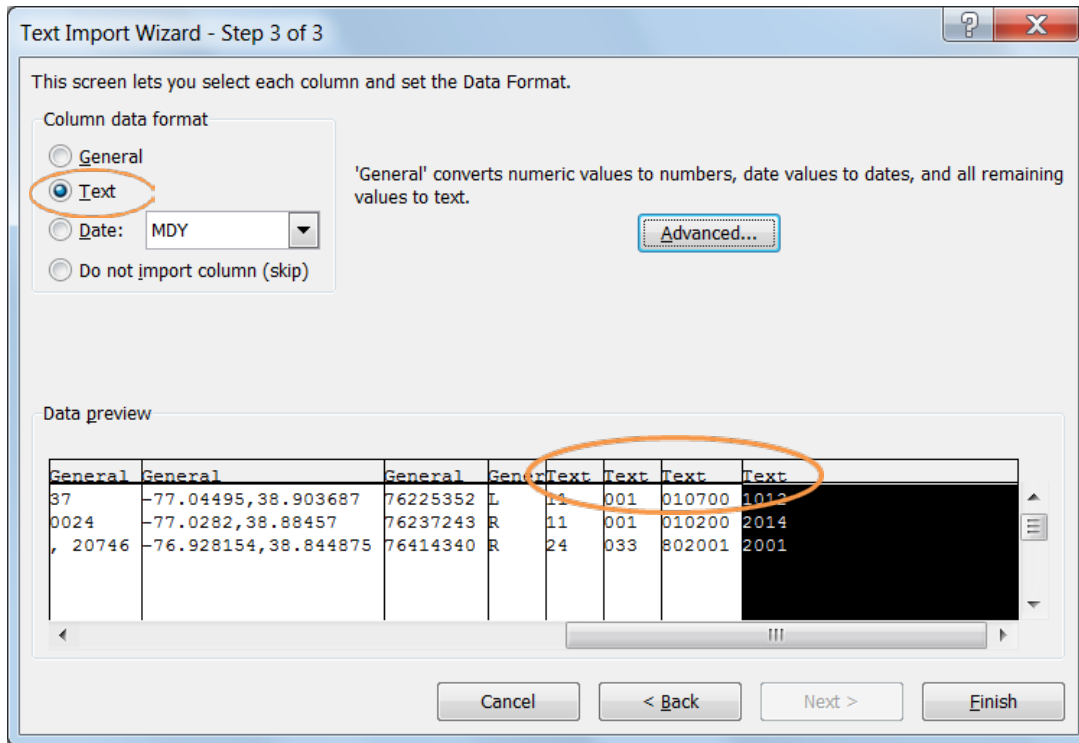 Text Import Wizard - Step 3 of 3
This screen lets you select each column and set the Data Format.
Column data format
General
Text
Date: MDY
Do not import column (skip)
'General' converts numeric values to numbers, date values to dates, and all remaining
values to text.
Advanced...
Data preview
General General General Gener Text Text Text Text
37 -77.04495,38.903687 76225352 L 11 001 010700 1012
0024 -77.0282,38.88457 76237243 R 11 001 010200 2014
, 20746 -76.928154,38.844875 76414340 R 24 033 802001 2001
Cancel < Back Next > Finish